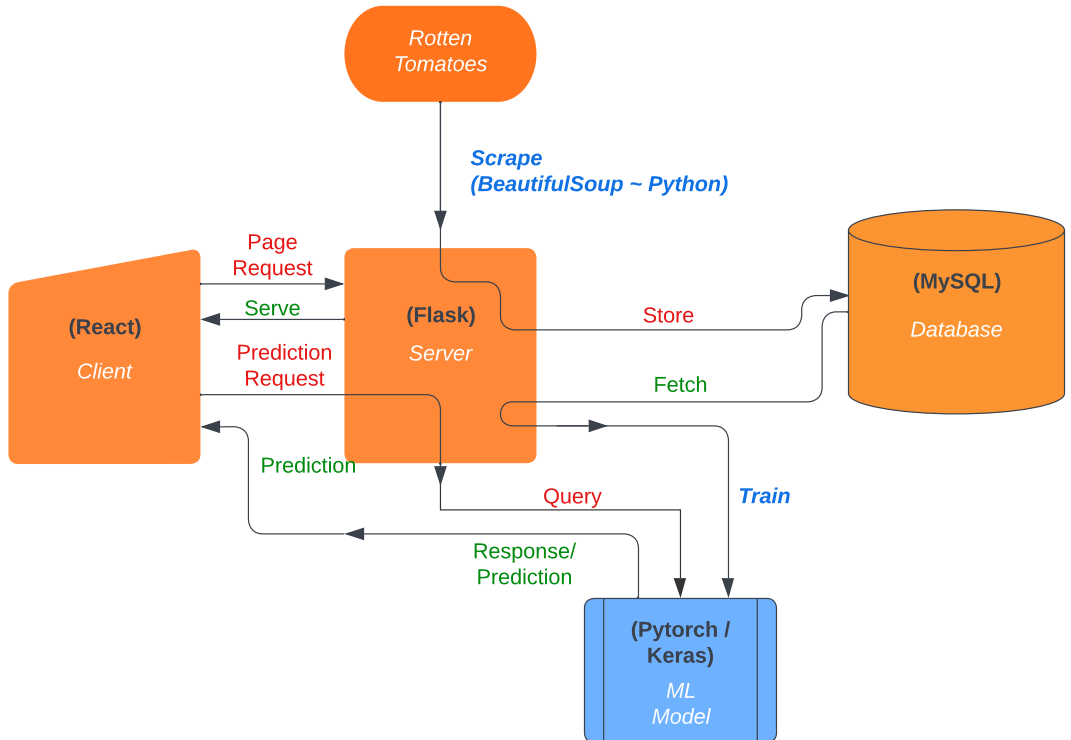 Rotten
Tomatoes
Scrape
(BeautifulSoup ~ Python)
Page
Request
Serve
(React)
Client
Prediction
Request
(Flask)
Server
Store
(MySQL)
Database
Fetch
Prediction
Query
Train
Response/
Prediction
(Pytorch /
Keras)
ML
Model